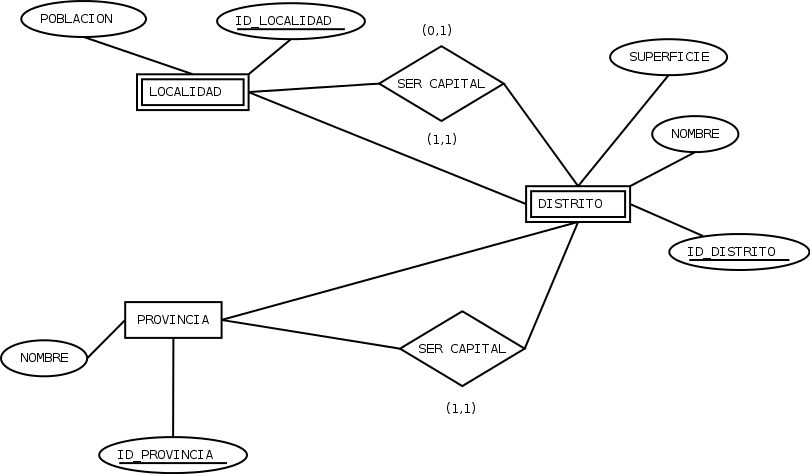 POBLACION
ID_LOCALIDAD
(0,1)
SUPERFICIE
LOCALIDAD
SER CAPITAL
NOMBRE
(1,1)
DISTRITO
ID_DISTRITO
PROVINCIA
SER CAPITAL
NOMBRE
(1,1)
ID_PROVINCIA